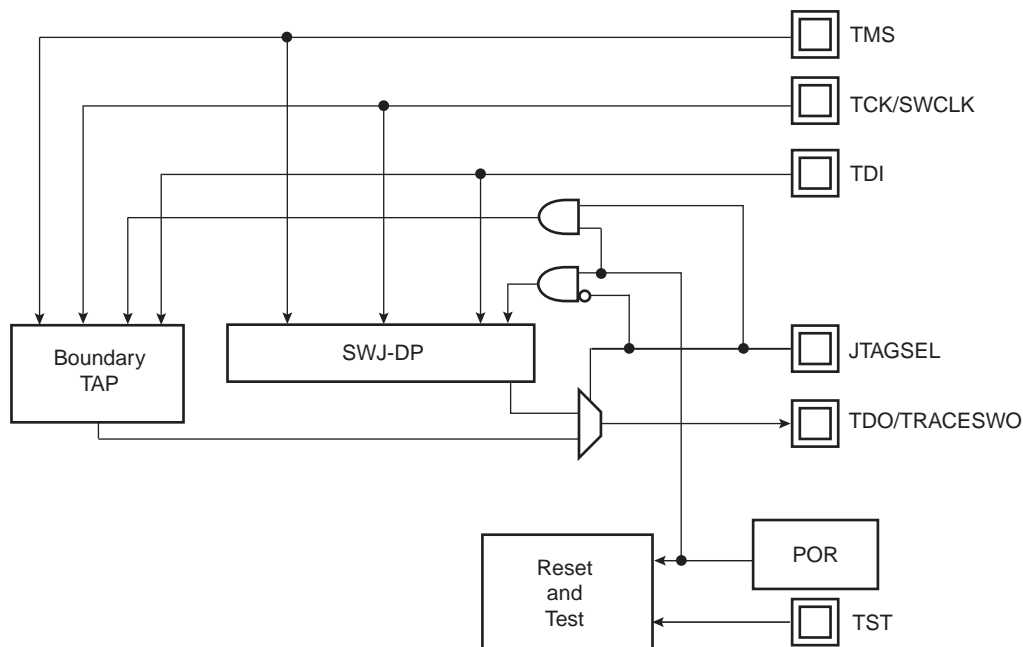 TMS
TCK/SWCLK
TDI
Boundary
TAP
SWJ-DP
JTAGSEL
TDO/TRACESWO
Reset
and
Test
POR
TST